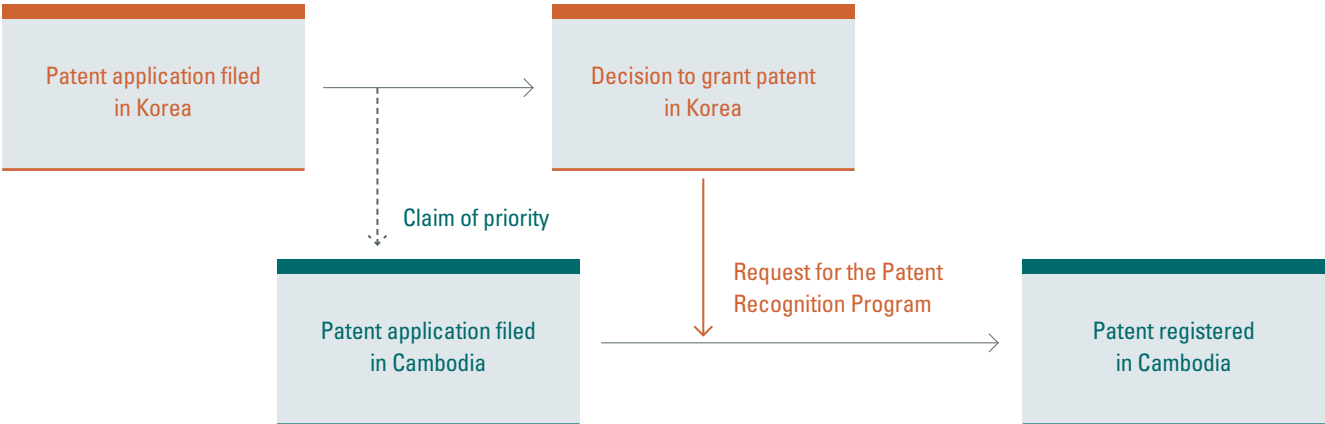 Patent application filed
in Korea
Decision to grant patent
in Korea
Claim of priority
Request for the Patent
Recognition Program
Patent application filed
in Cambodia
Patent registered
in Cambodia